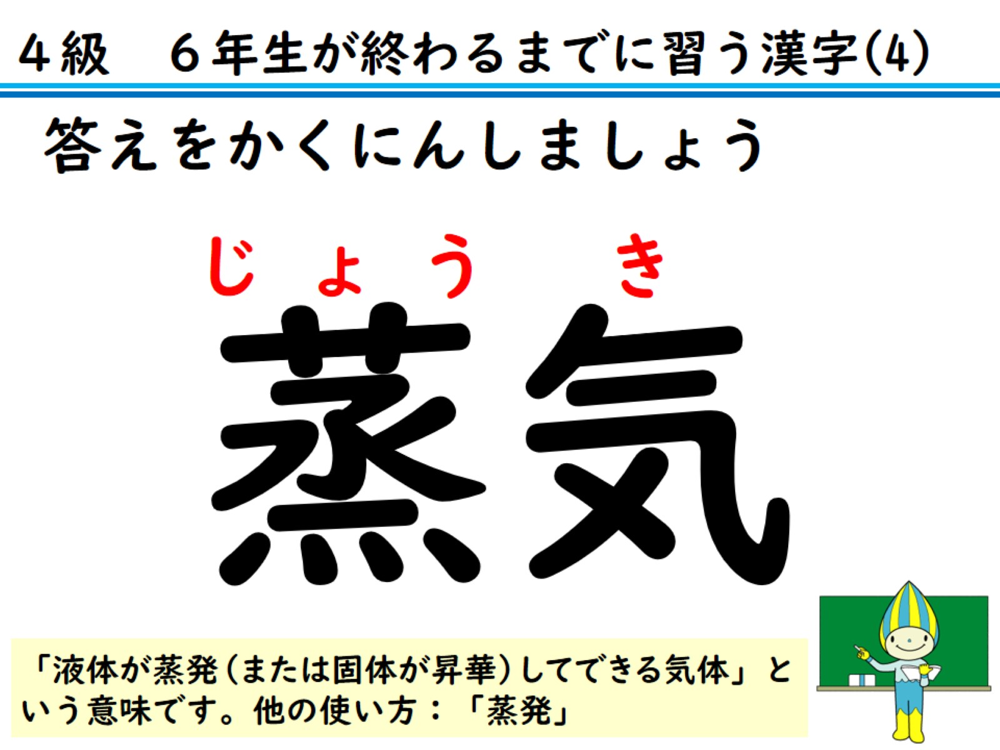 ４級　６年生が終わるまでに習う漢字(4)
答えをかくにんしましょう
じょう　き
蒸気
「液体が蒸発(または固体が昇華)してできる気体」と
いう意味です。他の使い方：「蒸発」